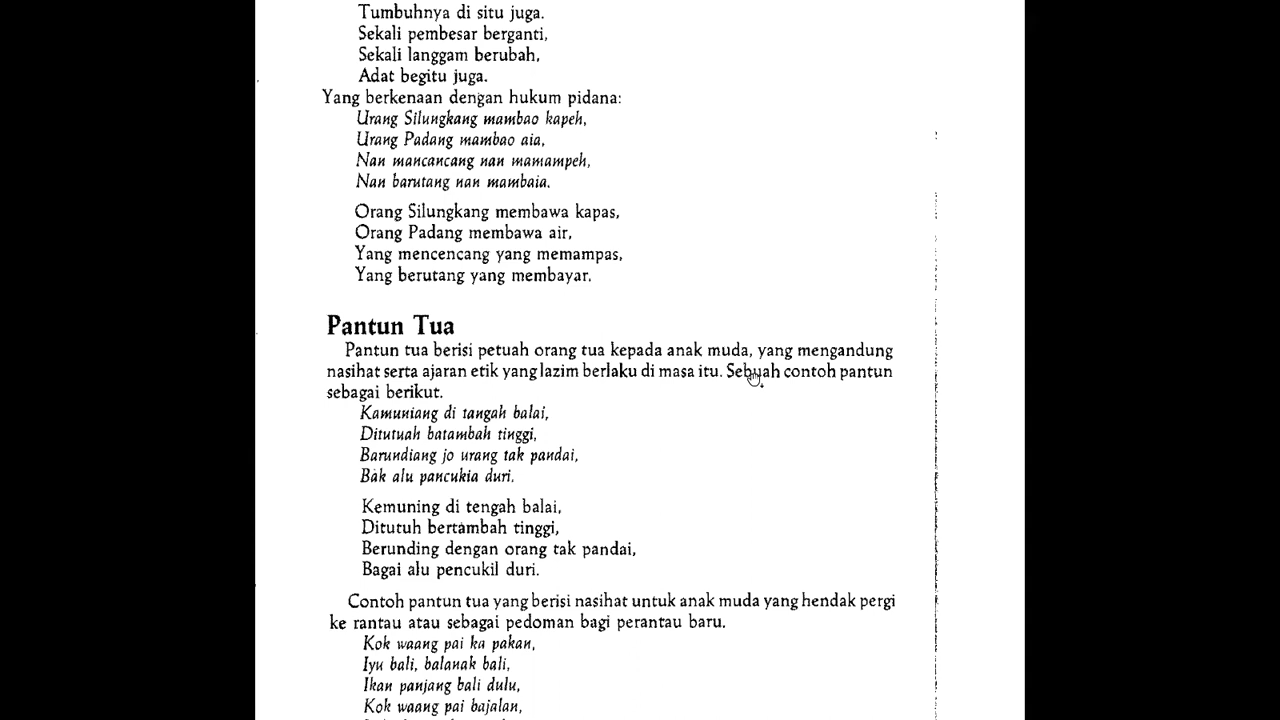 Tumbuhnya di situ juga.
Sekali pembesar berganti,
Sekali langgam berubah,
Adat begitu juga.
Yang berkenaan dengan hukum pidana:
Urang Silungkang mambao kapeh,
Urang Padang mambao aia,
Nan mancancang nan mamampeh,
Nan barutang nan mambaia.
Orang Silungkang membawa kapas,
Orang Padang membawa air,
Yang mencencang yang memampas,
Yang berutang yang membayar.
Pantun Tua
Pantun tua berisi petuah orang tua kepada anak muda, yang mengandung
nasihat serta ajaran etik yang lazim berlaku di masa itu. Sebuah contoh pantun
sebagai berikut.
Kamuniang di tangah balai,
Ditutuah batambah tinggi,
Barundiang jo urang tak pandai,
Bak alu pancukia duri.
Kemuning di tengah balai,
Ditutuh bertambah tinggi,
Berunding dengan orang tak pandai,
Bagai alu pencukil duri.
Contoh pantun tua yang berisi nasihat untuk anak muda yang hendak pergi
ke rantau atau sebagai pedoman bagi perantau baru.
Kok waang pai ka pakan,
Iyu bali, balanak bali,
Ikan panjang bali dulu,
Kok waang pai bajalan,